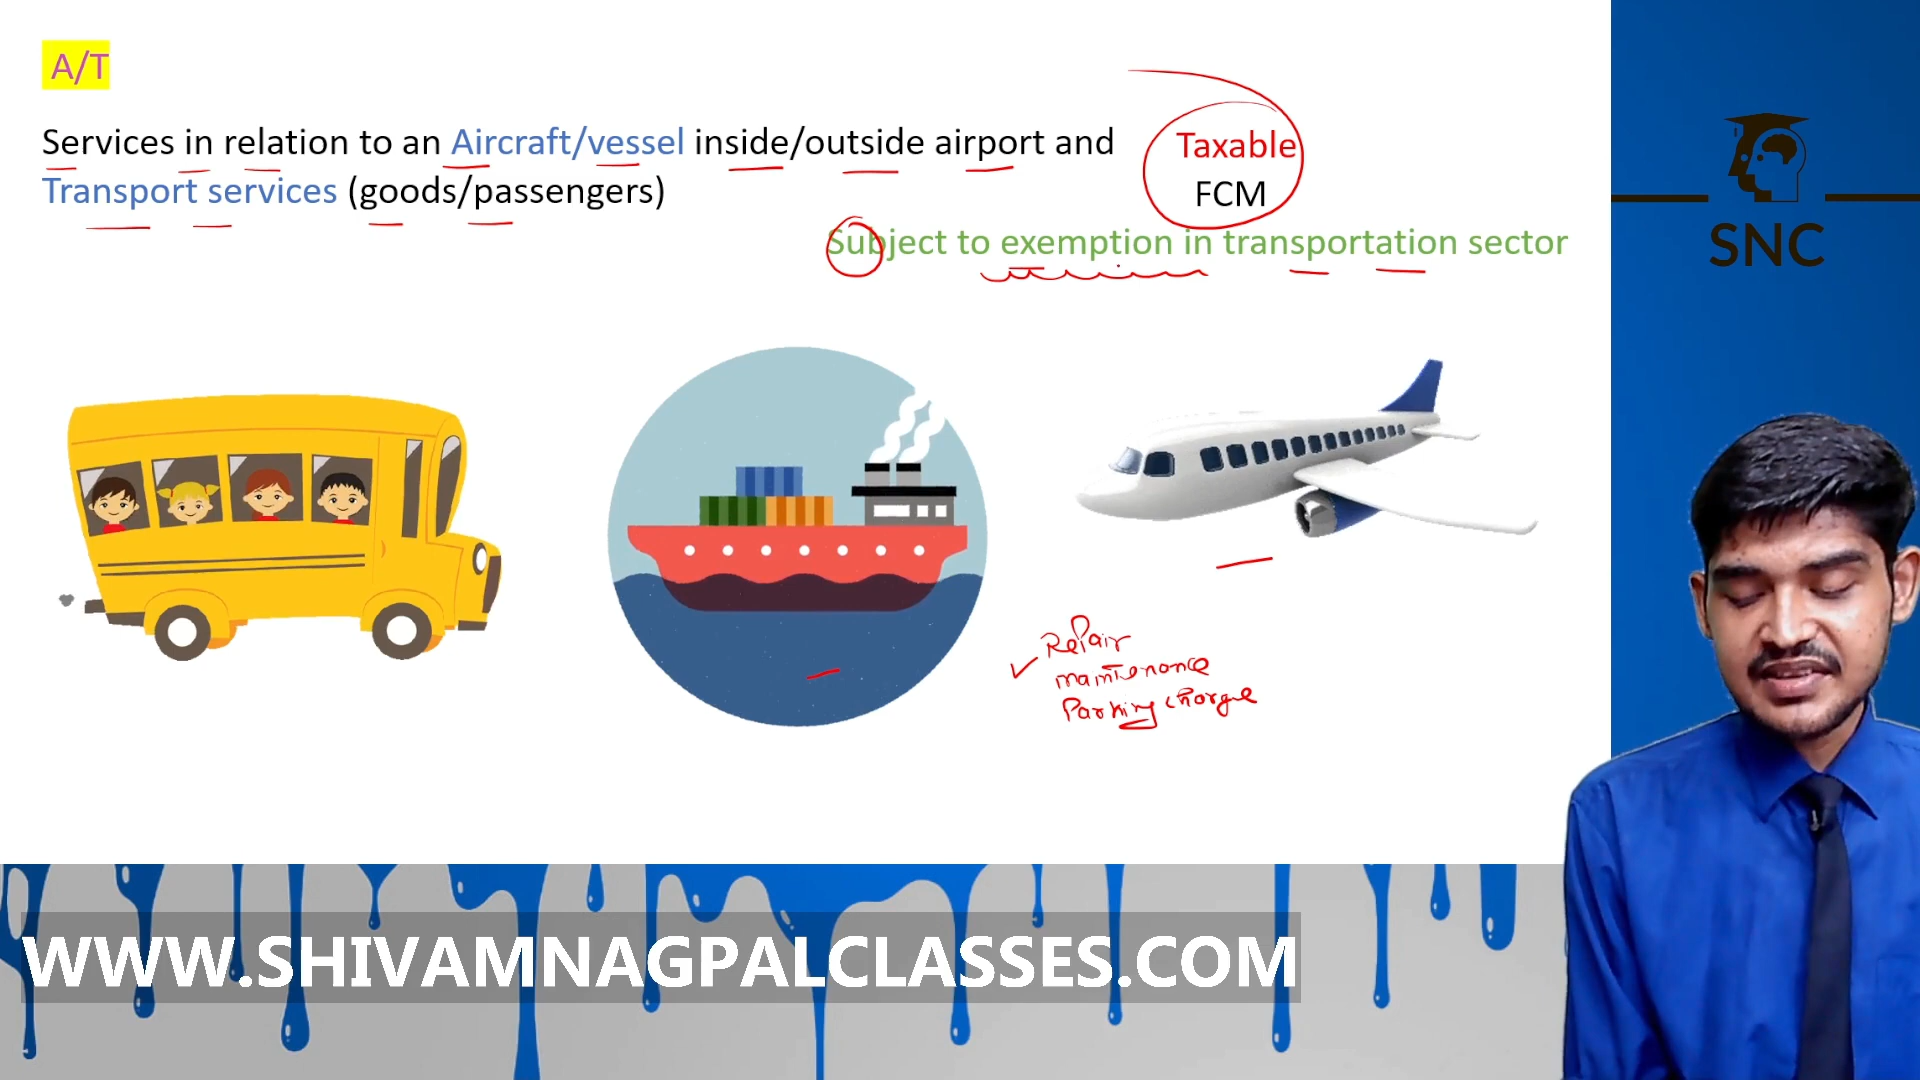 A/T
Services in relation to an Aircraft/vessel inside/outside airport and
Transport services (goods/passengers)
Taxable
FCM
Subject to exemption in transportation sector
SNC
Repair
maintenance
Parking charge
WWW.SHIVAMNAGPALCLASSES.COM